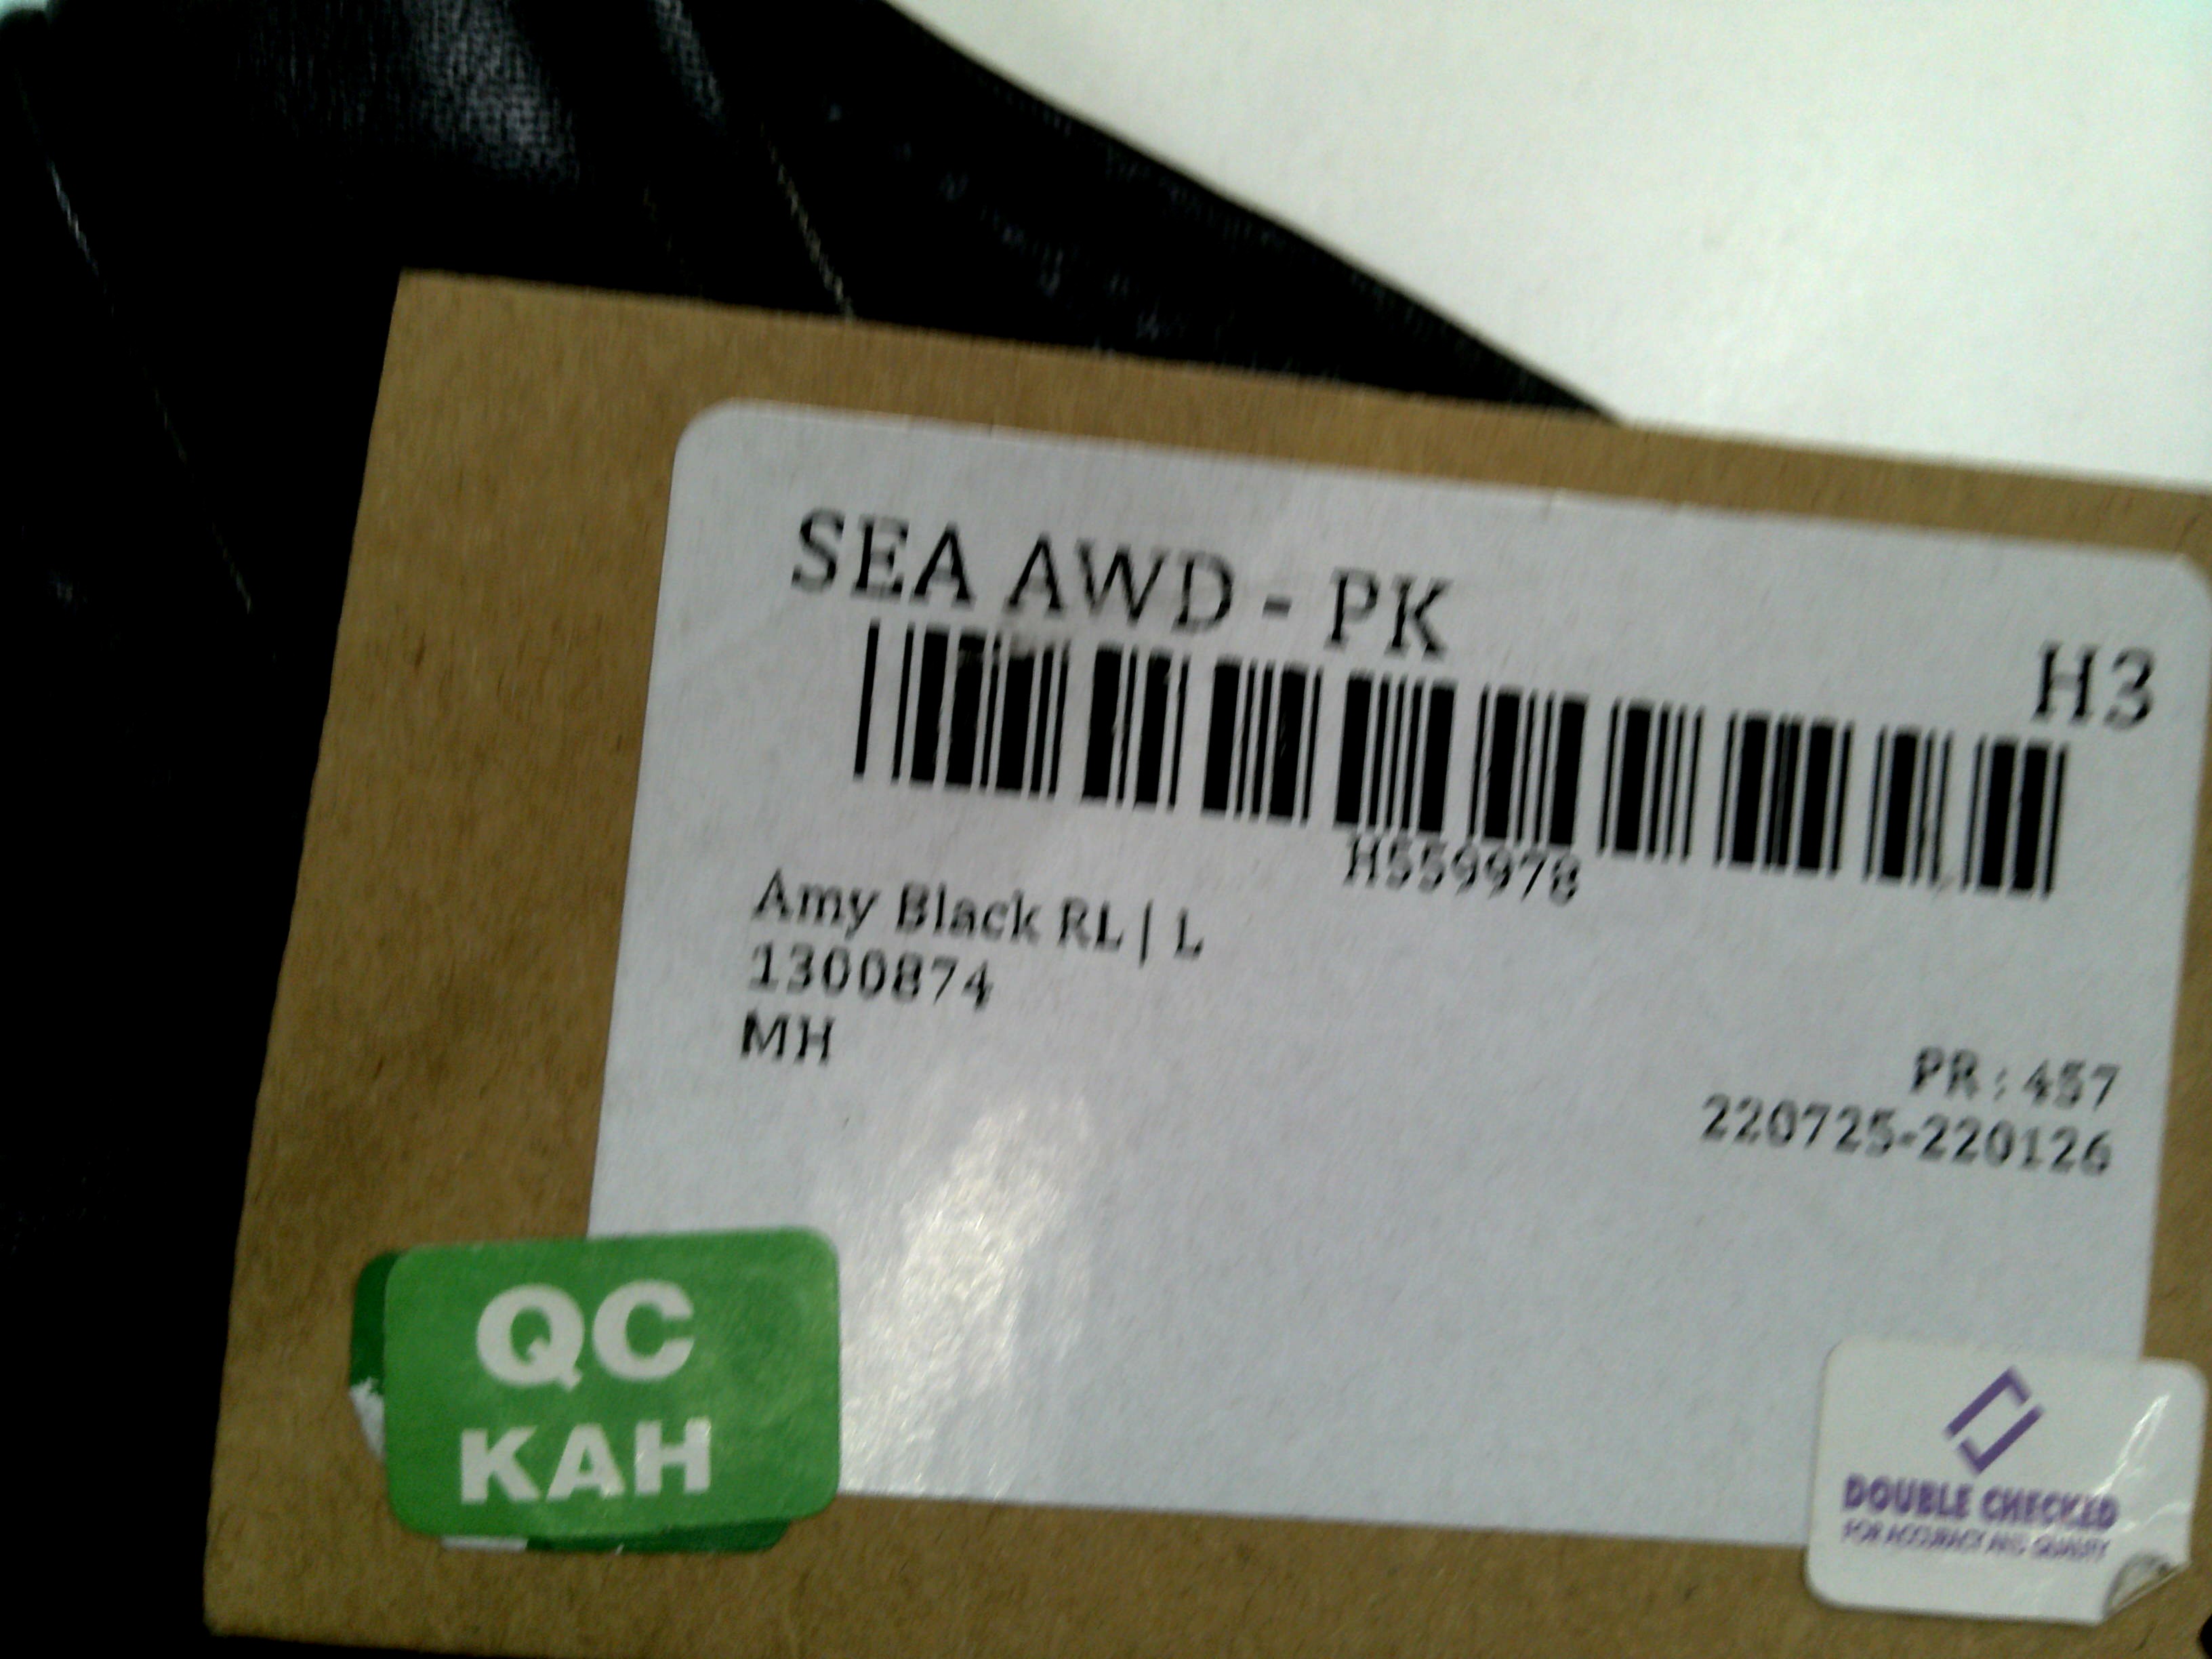 SEA AWD - PK
H3
H559978
Amy Black RL | L
1300874
MH
PR : 457
220725-220126
QC
KAH
DOUBLE CHECKED
FOR ACCURACY AND QUALITY